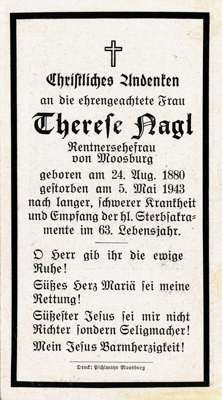 Christliches Andenken
an die ehrengeachtete Frau
Therese Nagl
Rentnersehefrau
von Moosburg
geboren am 24. Aug. 1880
gestorben am 5. Mai 1943
nach langer, schwerer Krankheit
und Empfang der hl. Sterbsakra-
mente im 63. Lebensjahr.
O Herr gib ihr die ewige
Ruhe!
Süßes Herz Mariä sei meine
Rettung!
Süßester Jesus sei mir nicht
Richter sondern Seligmacher!
Mein Jesus Barmherzigkeit!
Druck: Pichlmayr Moosburg